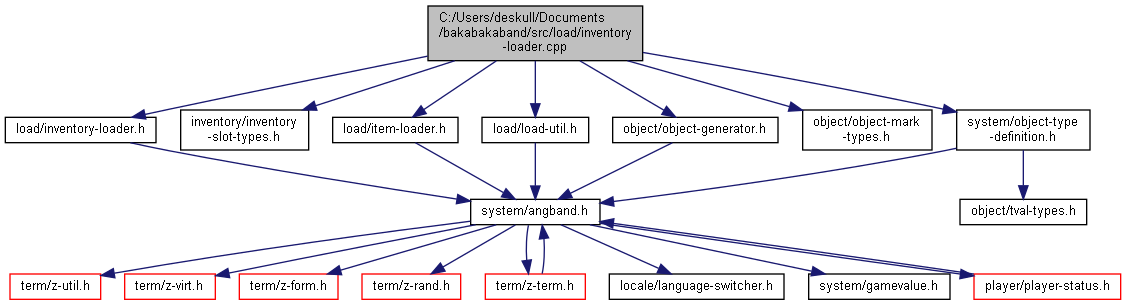 C:/Users/deskull/Documents
/bakabakaband/src/load/inventory
-loader.cpp
load/inventory-loader.h
inventory/inventory
-slot-types.h
load/item-loader.h
load/load-util.h
object/object-generator.h
object/object-mark
-types.h
system/object-type
-definition.h
system/angband.h
object/tval-types.h
term/z-util.h
term/z-virt.h
term/z-form.h
term/z-rand.h
term/z-term.h
locale/language-switcher.h
system/gamevalue.h
player/player-status.h